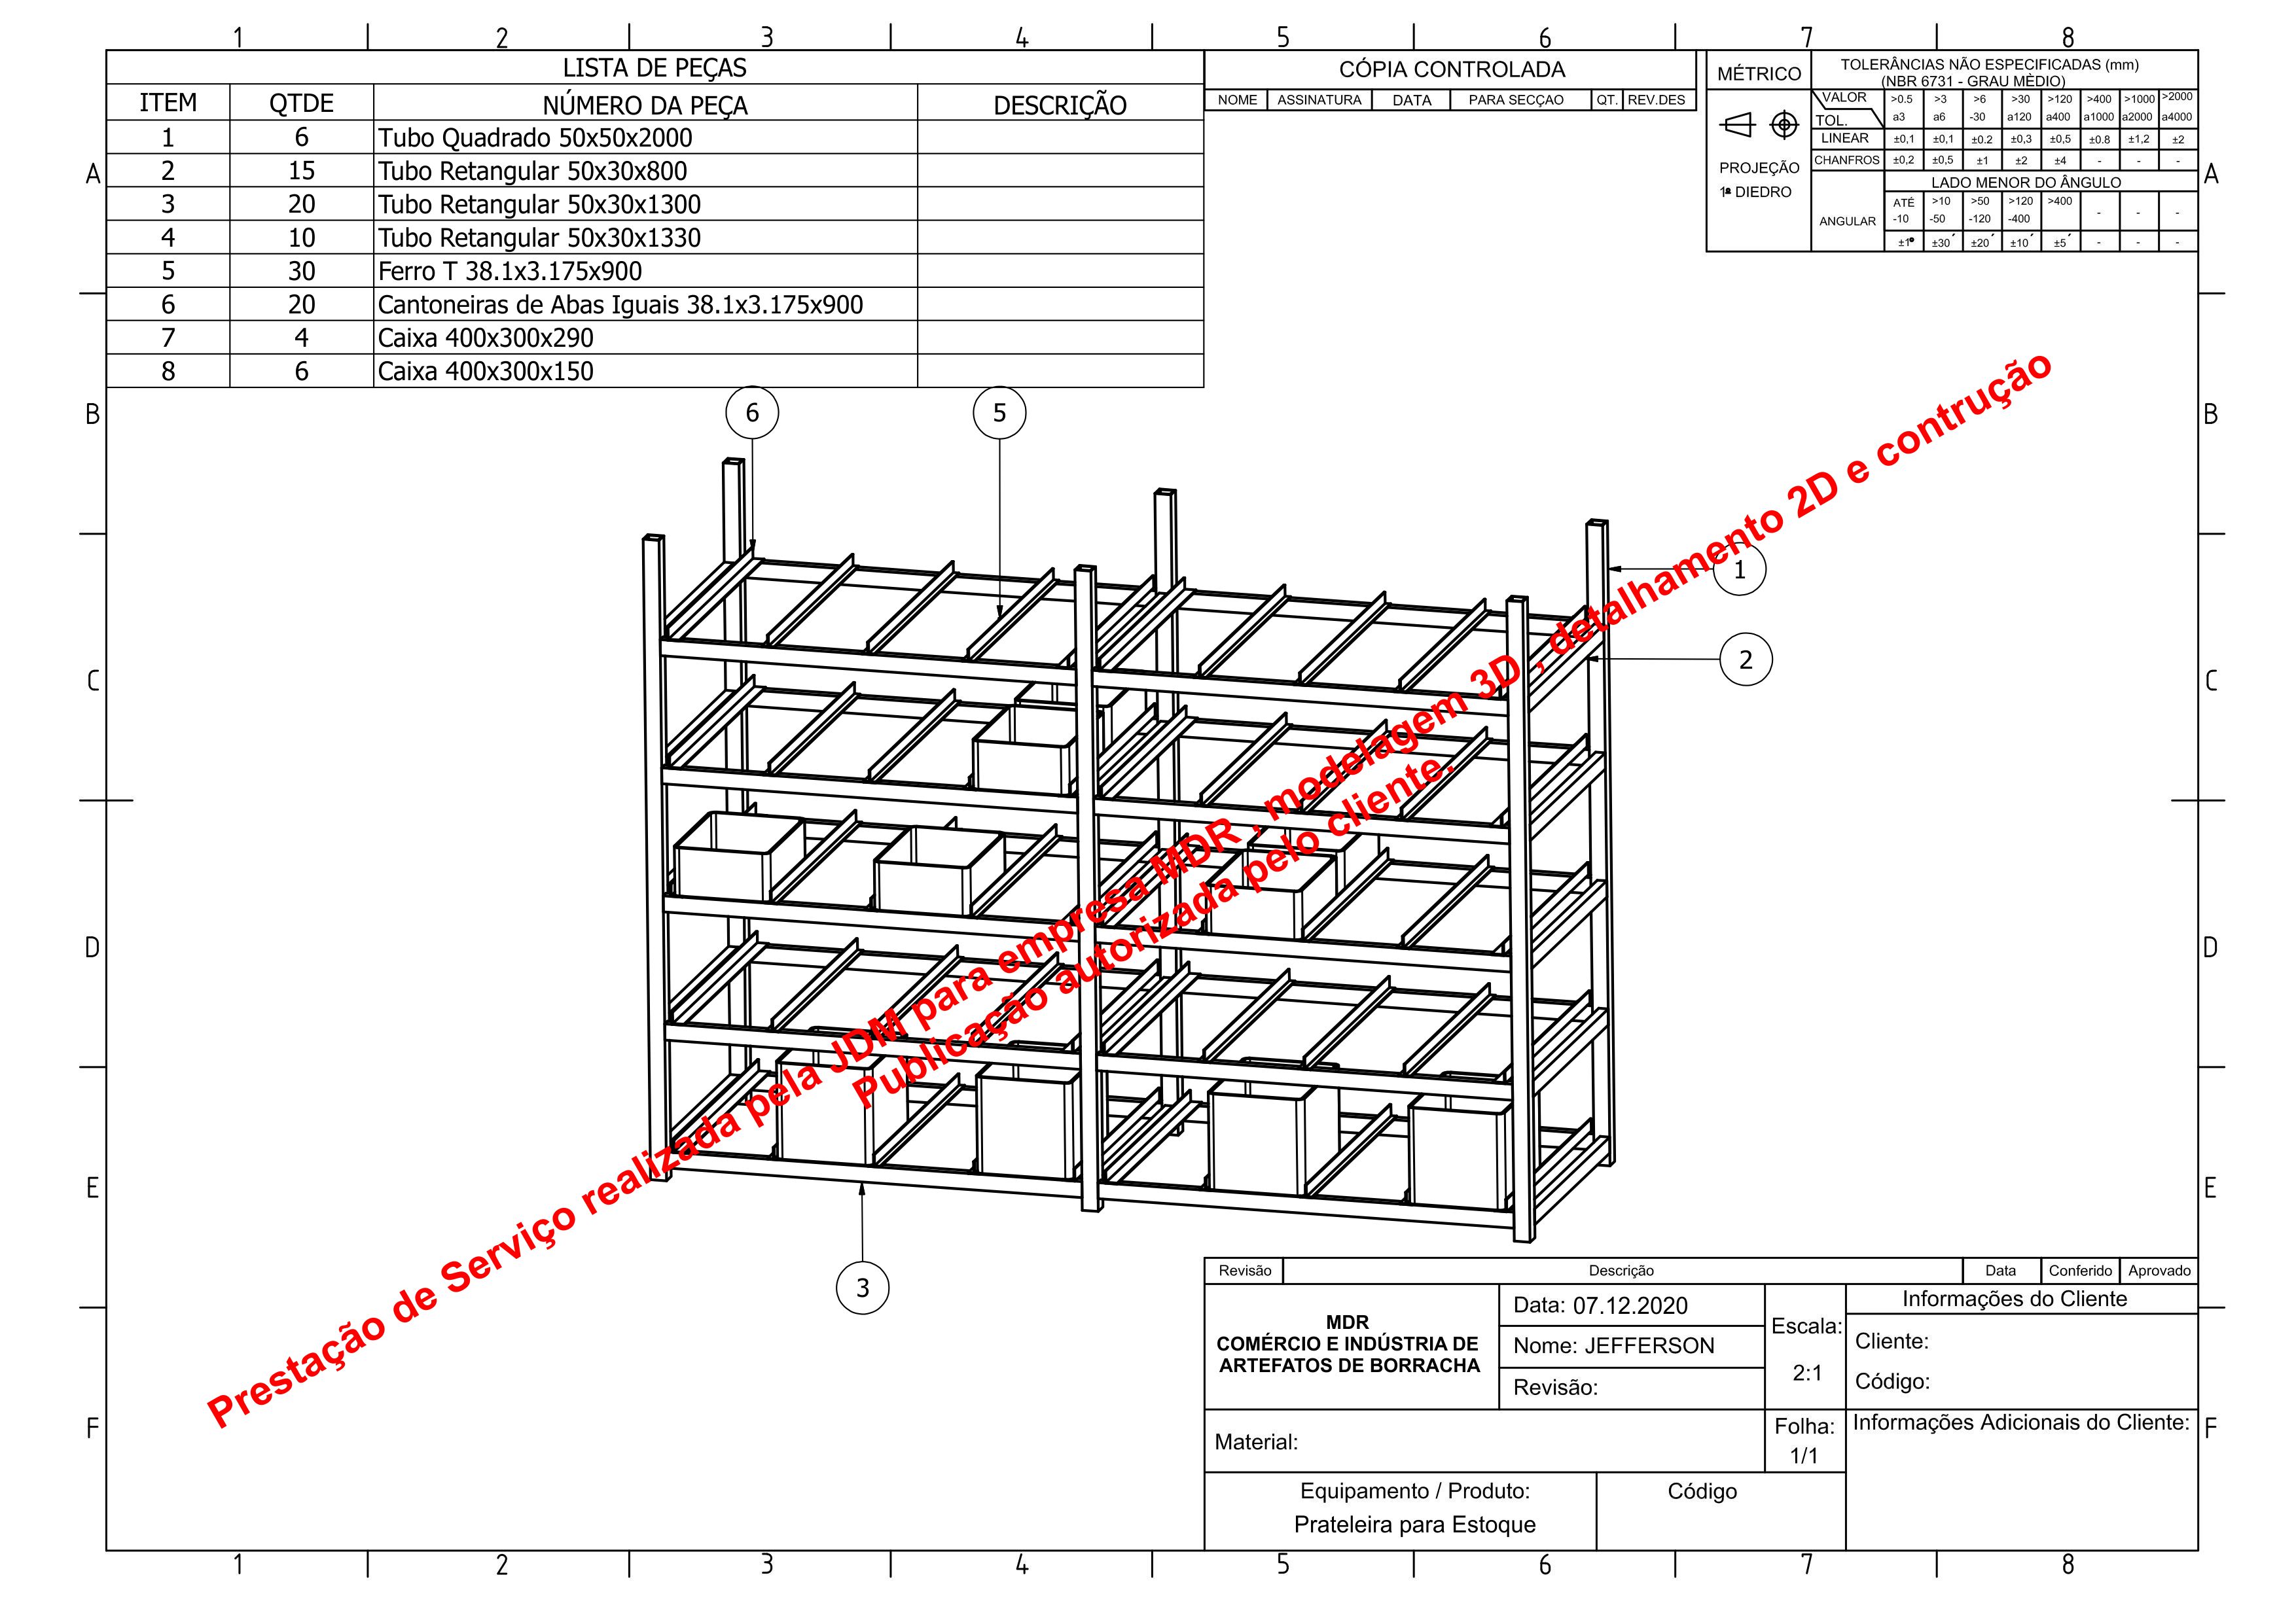 1 2 3 4 5 6 7 8
LISTA DE PEÇAS
ITEM QTDE NÚMERO DA PEÇA DESCRIÇÃO
1 6 Tubo Quadrado 50x50x2000
2 15 Tubo Retangular 50x30x800
3 20 Tubo Retangular 50x30x1300
4 10 Tubo Retangular 50x30x1330
5 30 Ferro T 38.1x3.175x900
6 20 Cantoneiras de Abas Iguais 38.1x3.175x900
7 4 Caixa 400x300x290
8 6 Caixa 400x300x150
CÓPIA CONTROLADA
NOME ASSINATURA DATA PARA SECÇAO QT. REV.DES
MÉTRICO
PROJEÇÃO
1ª DIEDRO
TOLERÂNCIAS NÃO ESPECIFICADAS (mm)
(NBR 6731 - GRAU MÈDIO)
VALOR >0.5 >3 >6 >30 >120 >400 >1000 >2000
TOL. a3 a6 -30 a120 a400 a1000 a2000 a4000
LINEAR ±0,1 ±0,1 ±0.2 ±0,3 ±0,5 ±0.8 ±1,2 ±2
CHANFROS ±0,2 ±0,5 ±1 ±2 ±4 - - -
LADO MENOR DO ÂNGULO
ANGULAR
ATÉ >10 >50 >120 >400 - - -
-10 -50 -120 -400
±1º ±30´ ±20´ ±10´ ±5´ - - -
A A
B B
C C
D D
E E
F F
6
5
1
2
3
Prestação de Serviço realizada pela JDM para empresa MDR , modelagem 3D , detalhamento 2D e contrução
Publicação autorizada pelo cliente.
Revisão Descrição Data Conferido Aprovado
MDR
COMÉRCIO E INDÚSTRIA DE
ARTEFATOS DE BORRACHA
Data: 07.12.2020
Nome: JEFFERSON
Revisão:
Escala:
2:1
Informações do Cliente
Cliente:
Código:
Material:
Folha:
1/1
Informações Adicionais do Cliente:
Equipamento / Produto:
Prateleira para Estoque
Código
1 2 3 4 5 6 7 8